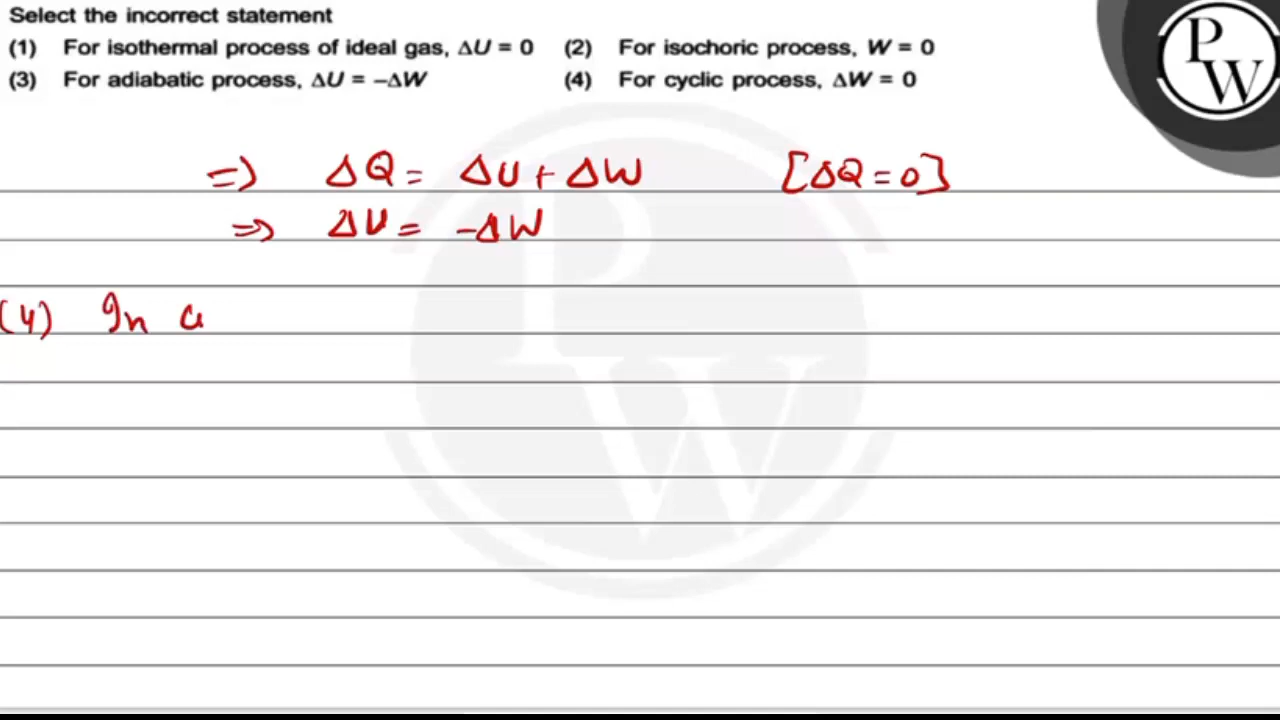 Select the incorrect statement
(1) For isothermal process of ideal gas, ΔU = 0 (2) For isochoric process, W = 0
(3) For adiabatic process, ΔU = –ΔW (4) For cyclic process, ΔW = 0
P
W
⇒ ΔQ = ΔU + ΔW [ΔQ = 0]
⇒ ΔU = -ΔW
(4) In a
P
W